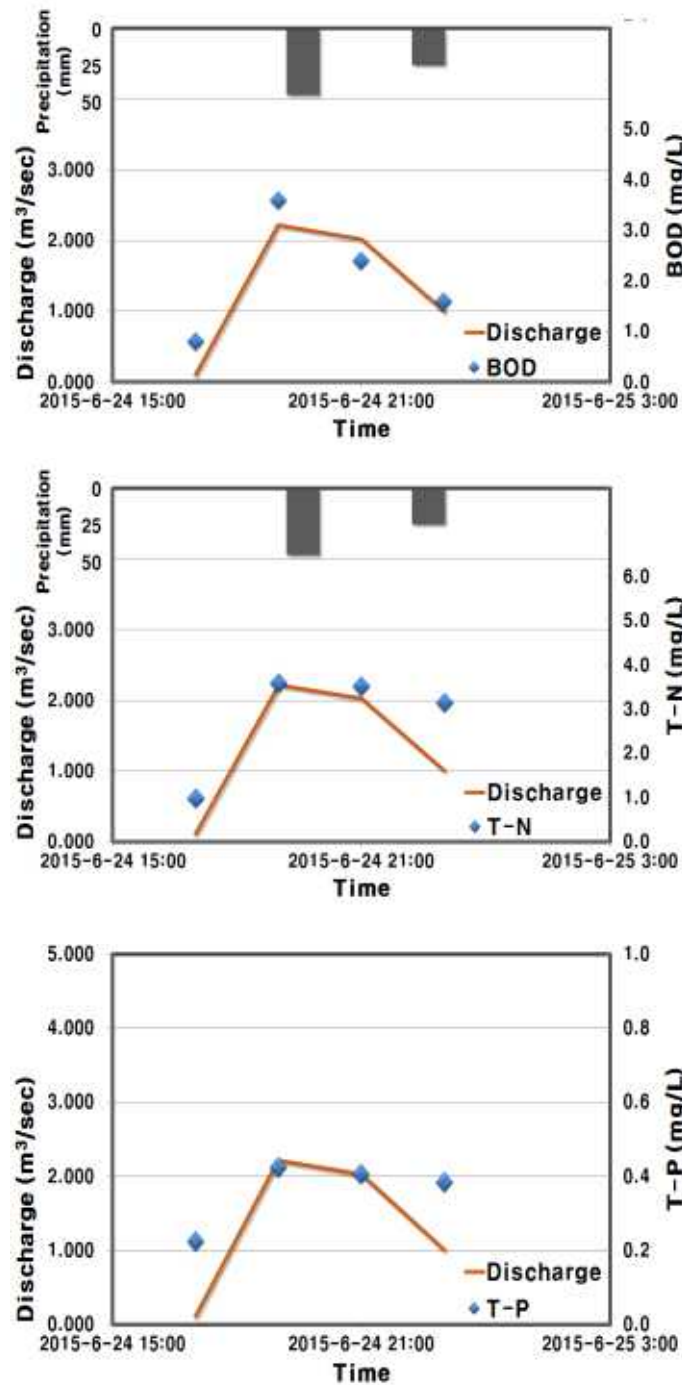 Precipitation
(mm)
0
25
50
Discharge (m³/sec)
3.000
2.000
1.000
0.000
5.0
4.0
3.0
2.0
1.0
0.0
BOD (mg/L)
Discharge
BOD
2015-6-24 15:00
2015-6-24 21:00
2015-6-25 3:00
Time
Precipitation
(mm)
0
25
50
Discharge (m³/sec)
3.000
2.000
1.000
0.000
6.0
5.0
4.0
3.0
2.0
1.0
0.0
T-N (mg/L)
Discharge
T-N
2015-6-24 15:00
2015-6-24 21:00
2015-6-25 3:00
Time
Discharge (m³/sec)
5.000
4.000
3.000
2.000
1.000
0.000
1.0
0.8
0.6
0.4
0.2
0.0
T-P (mg/L)
Discharge
T-P
2015-6-24 15:00
2015-6-24 21:00
2015-6-25 3:00
Time